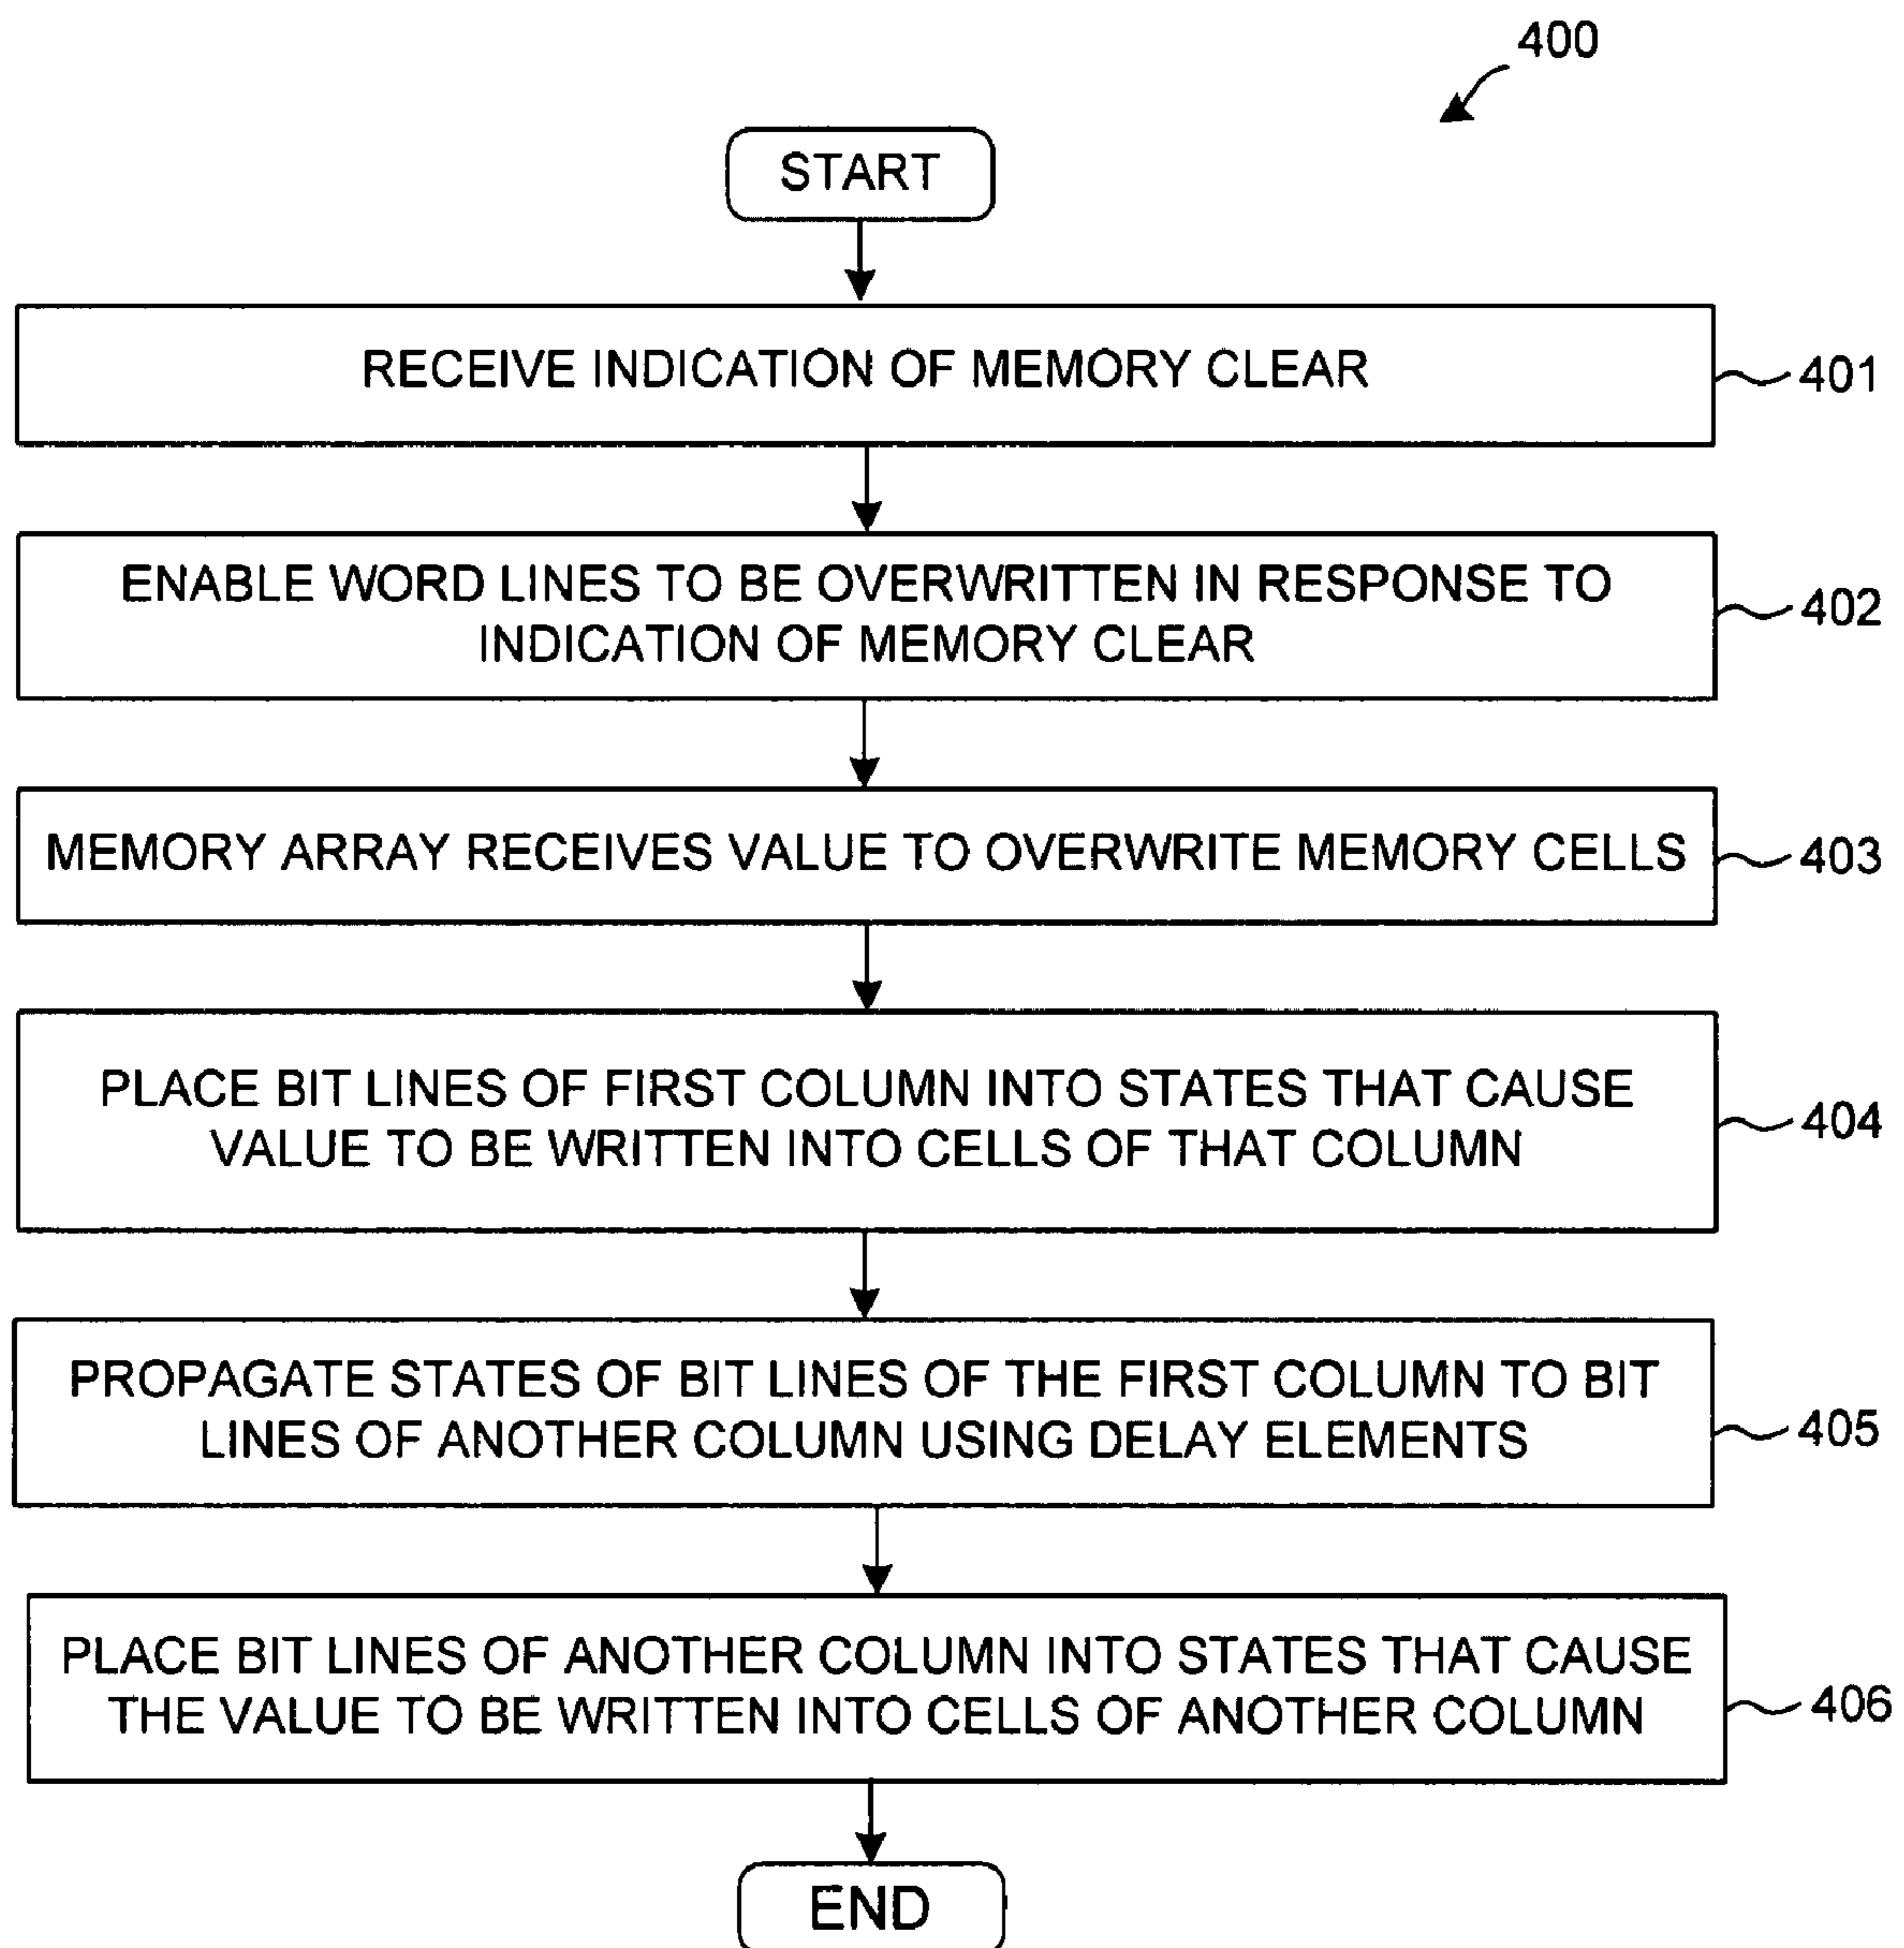 400
START
RECEIVE INDICATION OF MEMORY CLEAR
401
ENABLE WORD LINES TO BE OVERWRITTEN IN RESPONSE TO
INDICATION OF MEMORY CLEAR
402
MEMORY ARRAY RECEIVES VALUE TO OVERWRITE MEMORY CELLS
403
PLACE BIT LINES OF FIRST COLUMN INTO STATES THAT CAUSE
VALUE TO BE WRITTEN INTO CELLS OF THAT COLUMN
404
PROPAGATE STATES OF BIT LINES OF THE FIRST COLUMN TO BIT
LINES OF ANOTHER COLUMN USING DELAY ELEMENTS
405
PLACE BIT LINES OF ANOTHER COLUMN INTO STATES THAT CAUSE
THE VALUE TO BE WRITTEN INTO CELLS OF ANOTHER COLUMN
406
END